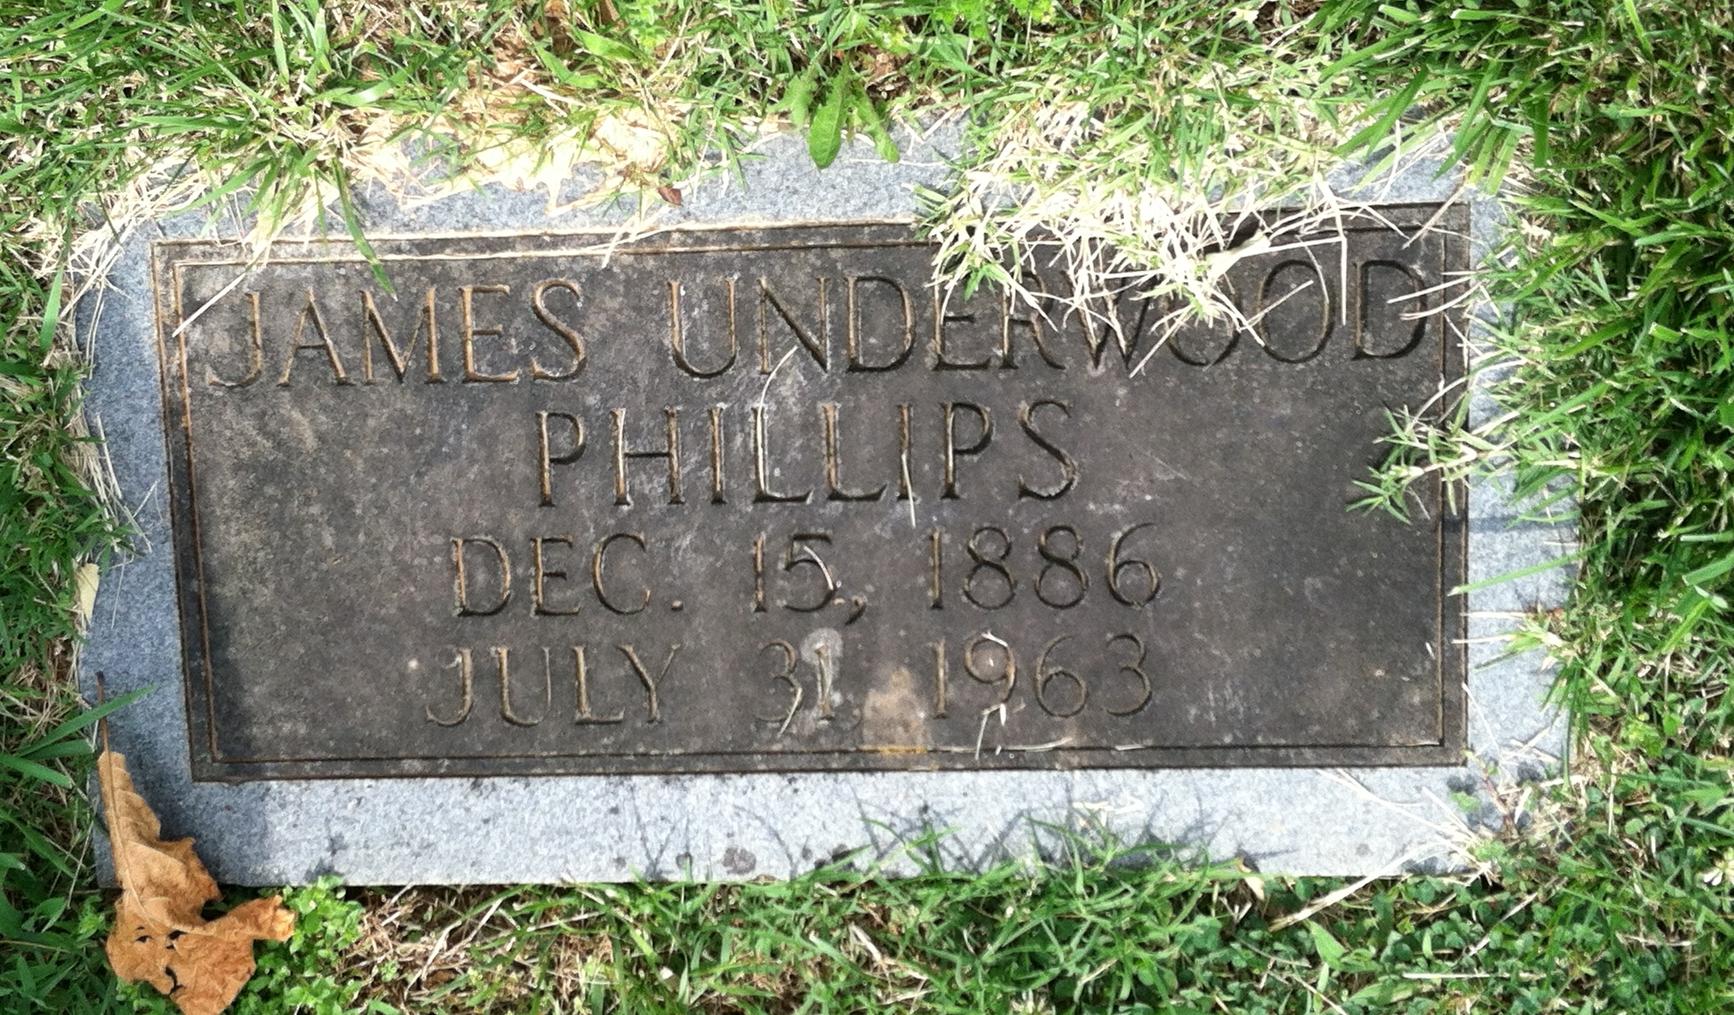 JAMES UNDERWOOD
PHILLIPS
DEC. 15, 1886
JULY 31, 1963